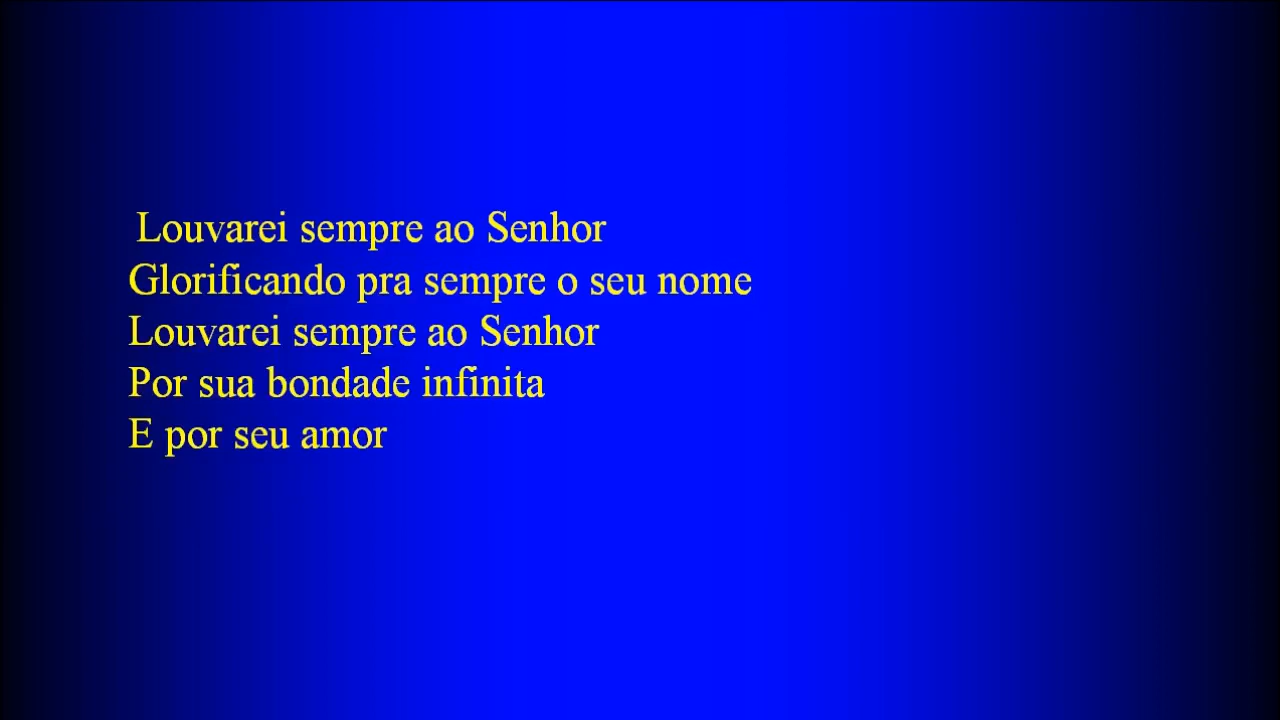 Louvarei sempre ao Senhor
Glorificando pra sempre o seu nome
Louvarei sempre ao Senhor
Por sua bondade infinita
E por seu amor